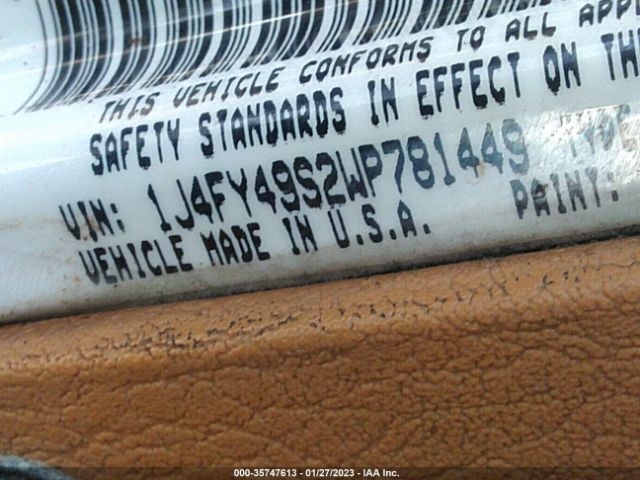 THIS VEHICLE CONFORMS TO ALL APP
SAFETY STANDARDS IN EFFECT ON TH
VIN: 1J4FY49S2WP781449
VEHICLE MADE IN U.S.A. PAINT:
000-35747613 - 01/27/2023 - IAA Inc.